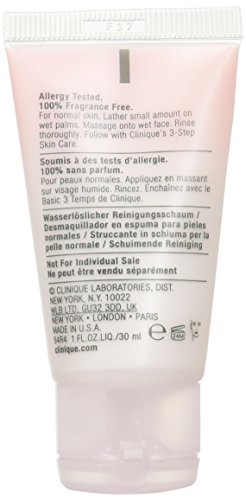 F37
Allergy Tested.
100% Fragrance Free.
For normal skin. Lather small amount on
wet palms. Massage onto wet face. Rinse
thoroughly. Follow with Clinique's 3-Step
Skin Care.
Soumis à des tests d'allergie.
100% sans parfum.
Pour peaux normales. Appliquez en massant
sur visage humide. Rincez. Enchaînez avec le
Basic 3 Temps de Clinique.
Wasserlöslicher Reinigungsschaum /
Desmaquillador en espuma para pieles
normales / Struccante in schiuma per la
pelle normale / Schuimende Reiniging
Not For Individual Sale
Ne peut être vendu séparément
© CLINIQUE LABORATORIES, DIST.
NEW YORK, N.Y. 10022
WLB LTD. GU32 3DD, UK
NEW YORK • LONDON • PARIS
MADE IN U.S.A.
64R4 1 FL.OZ.LIQ./30 ml
clinique.com
e 24M